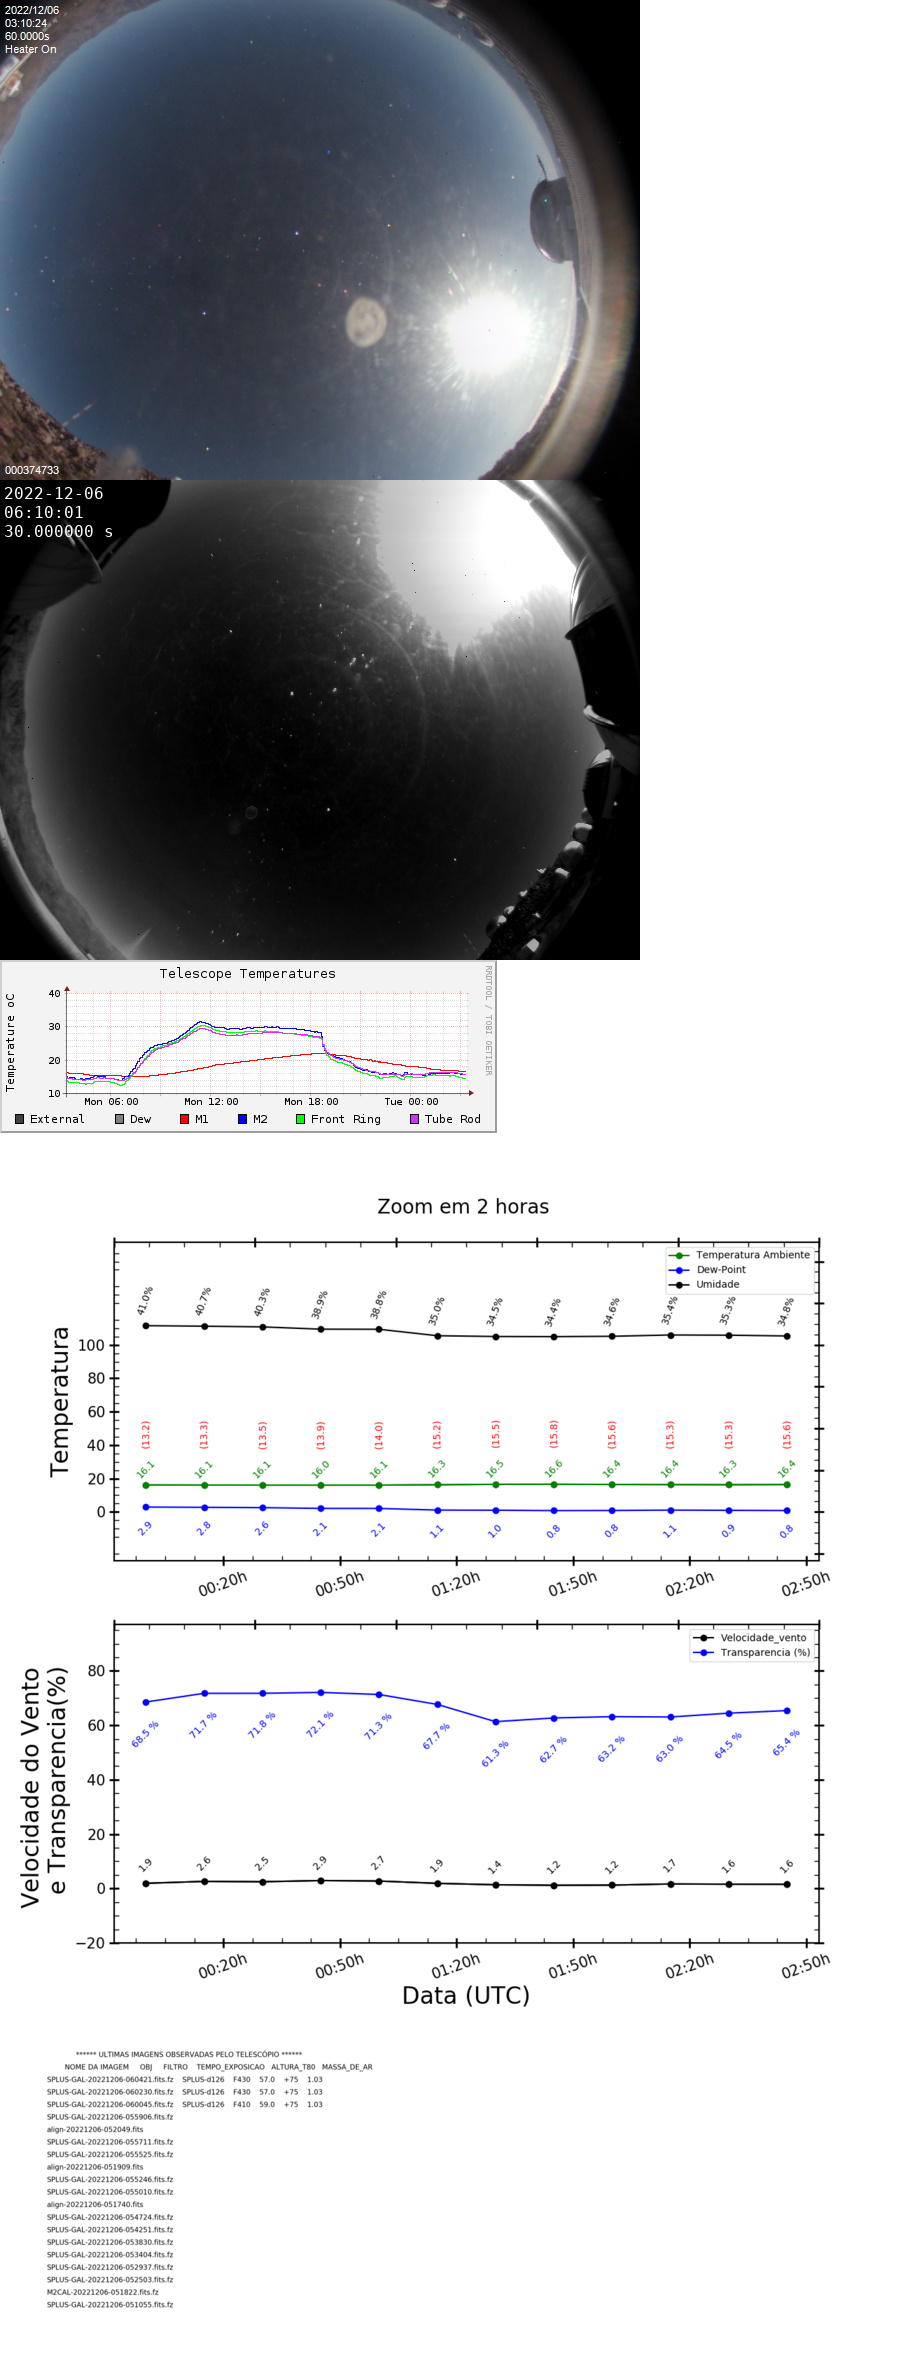 2022/12/06
03:10:24
60.0000s
Heater On
000374733
2022-12-06
06:10:01
30.000000 s
Telescope Temperatures
RRDTOOL / TOBI OETIKER
Temperature oC
40
30
20
10
Mon 06:00 Mon 12:00 Mon 18:00 Tue 00:00
External Dew M1 M2 Front Ring Tube Rod
Zoom em 2 horas
Temperatura Ambiente
Dew-Point
Umidade
41.0% 40.7% 40.3% 38.9% 38.8% 35.0% 34.5% 34.4% 34.6% 35.4% 35.3% 34.8%
Temperatura
100
80
60
40
20
0
(13.2) (13.3) (13.5) (13.9) (14.0) (15.2) (15.5) (15.8) (15.6) (15.3) (15.3) (15.6)
16.1 16.1 16.1 16.0 16.1 16.3 16.5 16.6 16.4 16.4 16.3 16.4
2.9 2.8 2.6 2.1 2.1 1.1 1.0 0.8 0.8 1.1 0.9 0.8
00:20h 00:50h 01:20h 01:50h 02:20h 02:50h
Velocidade_vento
Transparencia (%)
Velocidade do Vento
e Transparencia(%)
80
60
40
20
0
−20
68.5 % 71.7 % 71.8 % 72.1 % 71.3 % 67.7 % 61.3 % 62.7 % 63.2 % 63.0 % 64.5 % 65.4 %
1.9 2.6 2.5 2.9 2.7 1.9 1.4 1.2 1.2 1.7 1.6 1.6
00:20h 00:50h 01:20h 01:50h 02:20h 02:50h
Data (UTC)
****** ULTIMAS IMAGENS OBSERVADAS PELO TELESCÓPIO ******
NOME DA IMAGEM OBJ FILTRO TEMPO_EXPOSICAO ALTURA_T80 MASSA_DE_AR
SPLUS-GAL-20221206-060421.fits.fz SPLUS-d126 F430 57.0 +75 1.03
SPLUS-GAL-20221206-060230.fits.fz SPLUS-d126 F430 57.0 +75 1.03
SPLUS-GAL-20221206-060045.fits.fz SPLUS-d126 F410 59.0 +75 1.03
SPLUS-GAL-20221206-055906.fits.fz
align-20221206-052049.fits
SPLUS-GAL-20221206-055711.fits.fz
SPLUS-GAL-20221206-055525.fits.fz
align-20221206-051909.fits
SPLUS-GAL-20221206-055246.fits.fz
SPLUS-GAL-20221206-055010.fits.fz
align-20221206-051740.fits
SPLUS-GAL-20221206-054724.fits.fz
SPLUS-GAL-20221206-054251.fits.fz
SPLUS-GAL-20221206-053830.fits.fz
SPLUS-GAL-20221206-053404.fits.fz
SPLUS-GAL-20221206-052937.fits.fz
SPLUS-GAL-20221206-052503.fits.fz
M2CAL-20221206-051822.fits.fz
SPLUS-GAL-20221206-051055.fits.fz